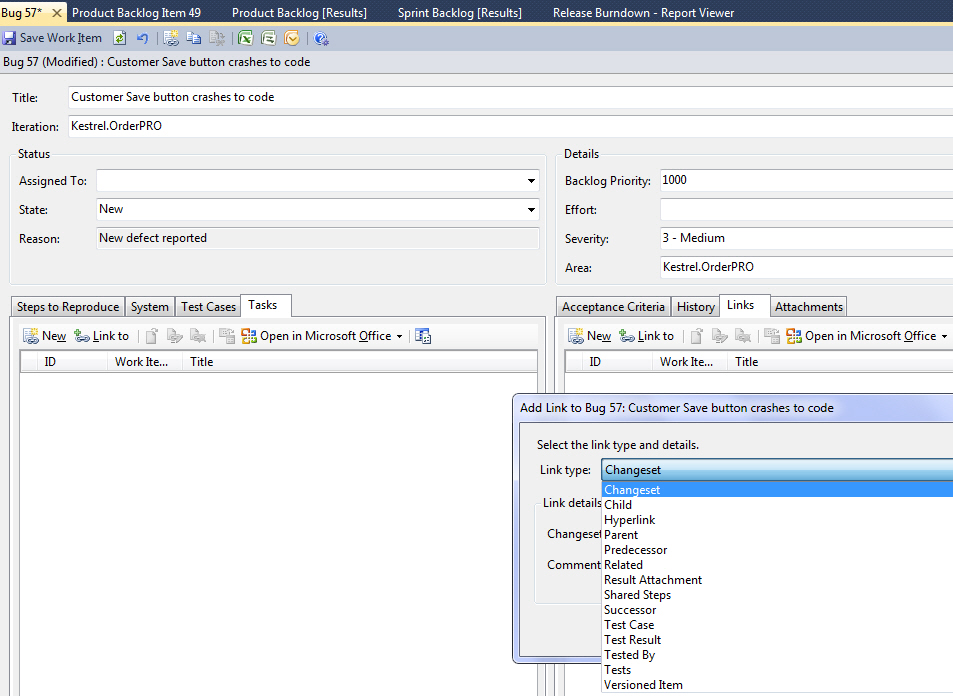 Bug 57* Product Backlog Item 49 Product Backlog [Results] Sprint Backlog [Results] Release Burndown - Report Viewer
Save Work Item
Bug 57 (Modified) : Customer Save button crashes to code
Title: Customer Save button crashes to code
Iteration: Kestrel.OrderPRO
Status
Assigned To:
State: New
Reason: New defect reported
Details
Backlog Priority: 1000
Effort:
Severity: 3 - Medium
Area: Kestrel.OrderPRO
Steps to Reproduce System Test Cases Tasks
New Link to Open in Microsoft Office
ID Work Ite... Title
Acceptance Criteria History Links Attachments
New Link to Open in Microsoft Office
ID Work Ite... Title
Add Link to Bug 57: Customer Save button crashes to code
Select the link type and details.
Link type: Changeset
Link details
Changeset
Comment
Changeset
Child
Hyperlink
Parent
Predecessor
Related
Result Attachment
Shared Steps
Successor
Test Case
Test Result
Tested By
Tests
Versioned Item